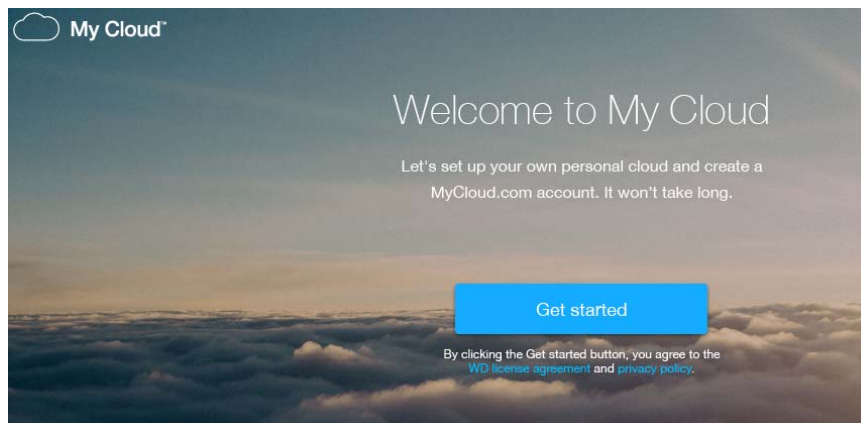 My Cloud™
Welcome to My Cloud
Let's set up your own personal cloud and create a
MyCloud.com account. It won't take long.
Get started
By clicking the Get started button, you agree to the
WD license agreement and privacy policy.